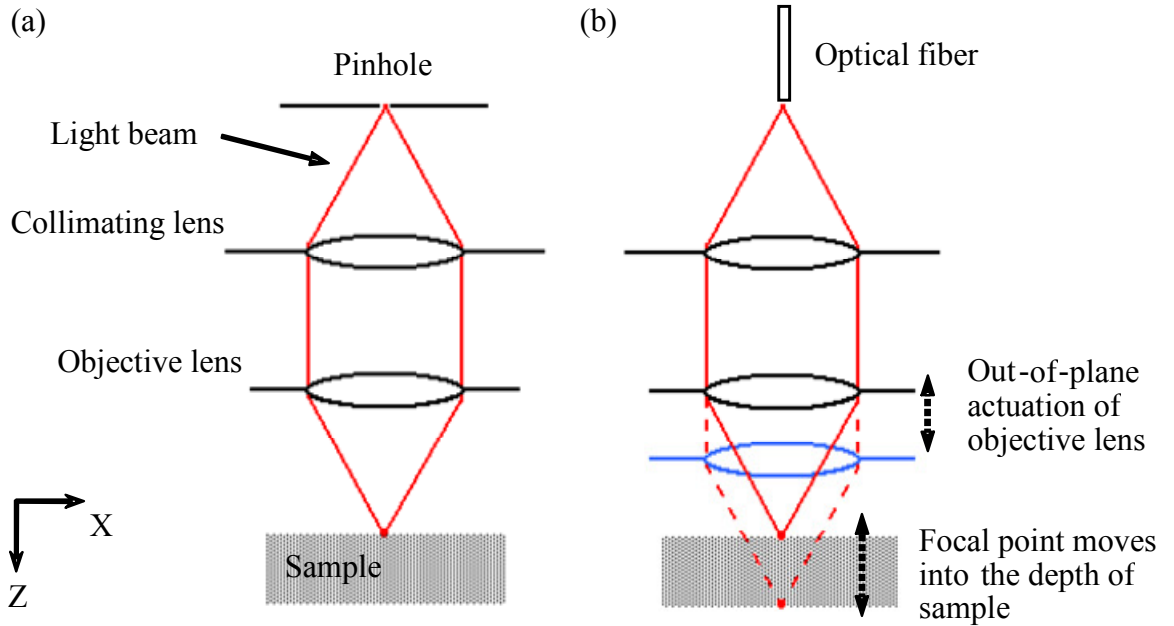 (a)
Pinhole
Light beam
Collimating lens
Objective lens
X
Z
Sample
(b)
Optical fiber
Out-of-plane
actuation of
objective lens
Focal point moves
into the depth of
sample